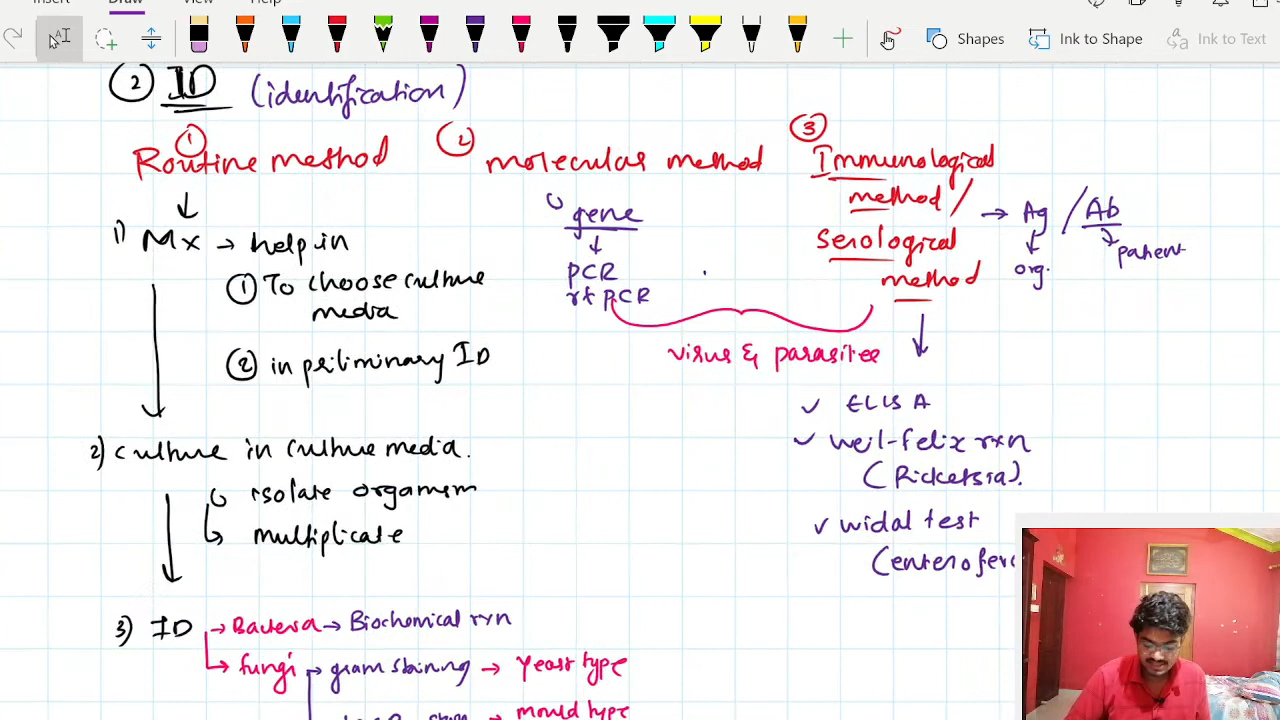 Insert
Draw
Shapes
Ink to Shape
Ink to Text
② ID (identification)
① Routine method
1) Mx → help in
① To choose culture media
② in preliminary ID
2) culture in culture media.
isolate organism
multiplicate
3) ID → Bacteria → Biochemical rxn
→ fungi → gram staining → Yeast type
→ mould type
② molecular method
gene
PCR
rt PCR
virus & parasites
③ Immunological
method /
Serological
method
→ Ag / Ab
org.
patient
✓ ELISA
✓ weil-felix rxn
(Ricketsia).
✓ widal test